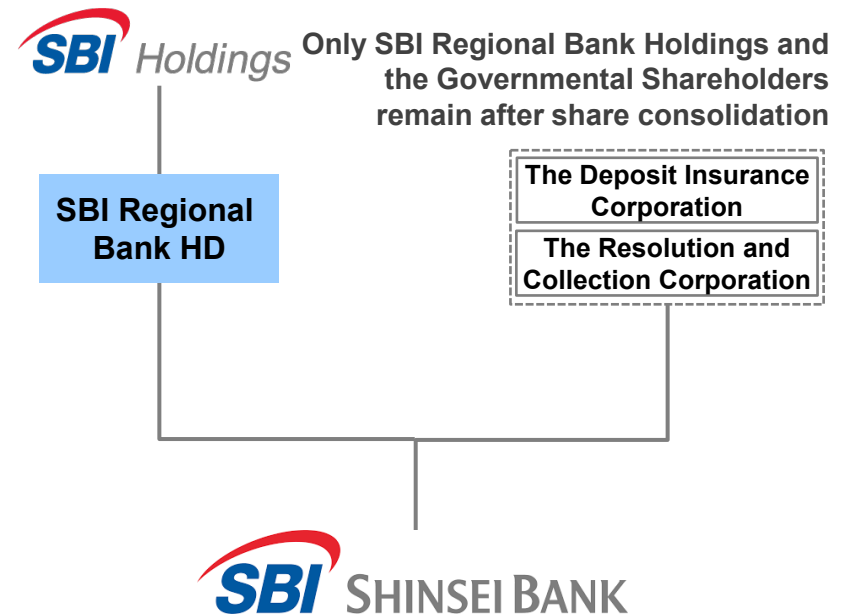 SBI Holdings
Only SBI Regional Bank Holdings and
the Governmental Shareholders
remain after share consolidation
SBI Regional
Bank HD
The Deposit Insurance
Corporation
The Resolution and
Collection Corporation
SBI SHINSEI BANK